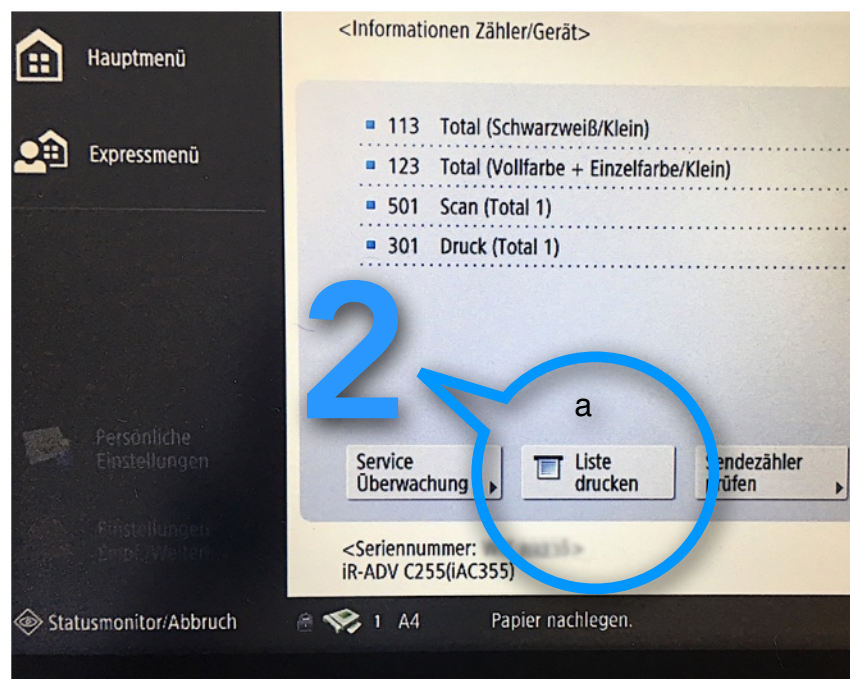 <Informationen Zähler/Gerät>
Hauptmenü
Expressmenü
113 Total (Schwarzweiß/Klein)
123 Total (Vollfarbe + Einzelfarbe/Klein)
501 Scan (Total 1)
301 Druck (Total 1)
2
a
Persönliche
Einstellungen
Service
Überwachung
Liste
drucken
Sendezähler
prüfen
Einstellungen
<Seriennummer:
iR-ADV C255(iAC355)
Statusmonitor/Abbruch
1 A4 Papier nachlegen.